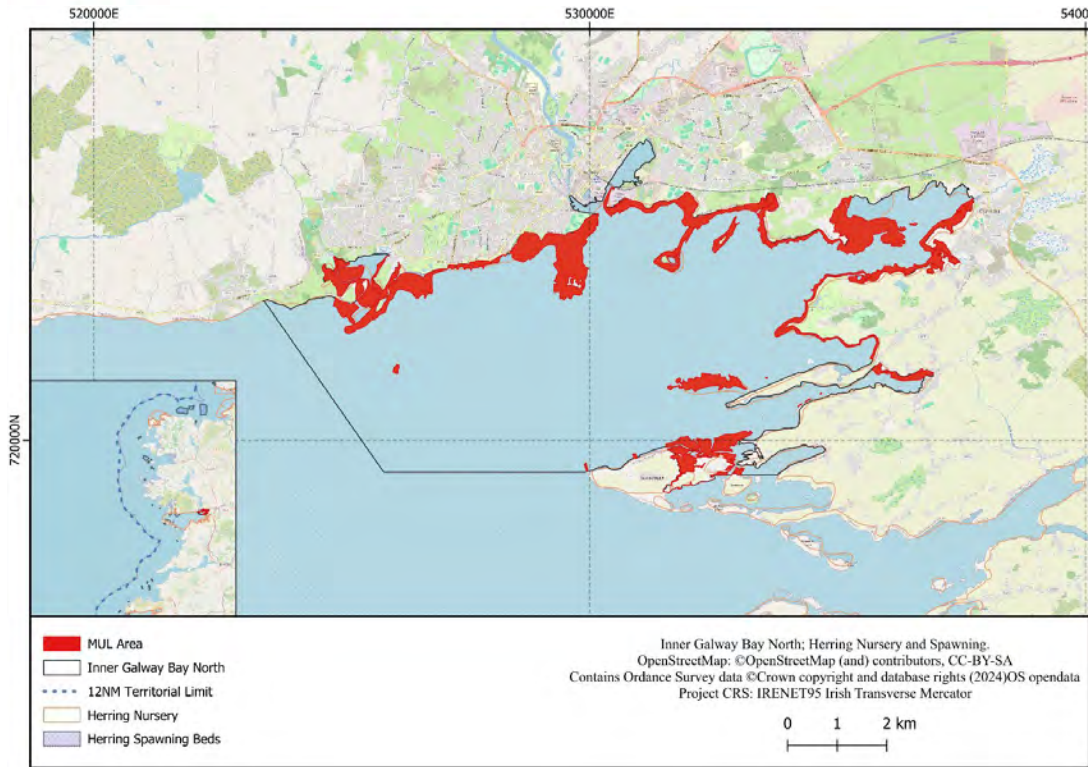 520000E
530000E
5400
720000N
MUL Area
Inner Galway Bay North
12NM Territorial Limit
Herring Nursery
Herring Spawning Beds
Inner Galway Bay North; Herring Nursery and Spawning.
OpenStreetMap: ©OpenStreetMap (and) contributors, CC-BY-SA
Contains Ordance Survey data ©Crown copyright and database rights (2024)OS opendata
Project CRS: IRENET95 Irish Transverse Mercator
0 1 2 km